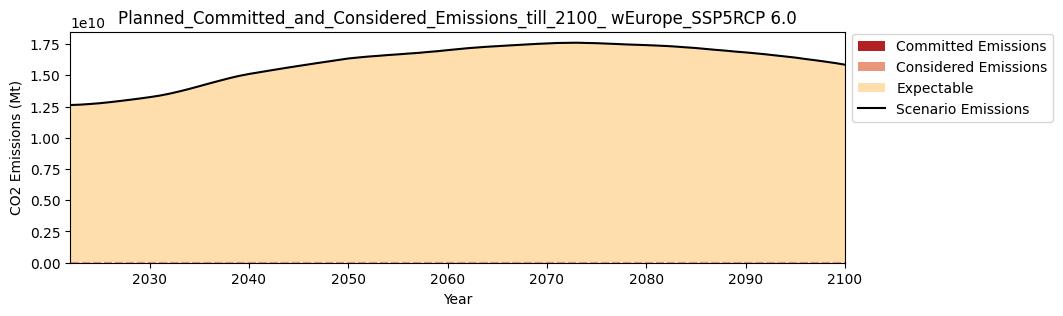 Planned_Committed_and_Considered_Emissions_till_2100_ wEurope_SSP5RCP 6.0
1e10
1.75
1.50
1.25
1.00
0.75
0.50
0.25
0.00
CO2 Emissions (Mt)
2030 2040 2050 2060 2070 2080 2090 2100
Year
Committed Emissions
Considered Emissions
Expectable
Scenario Emissions